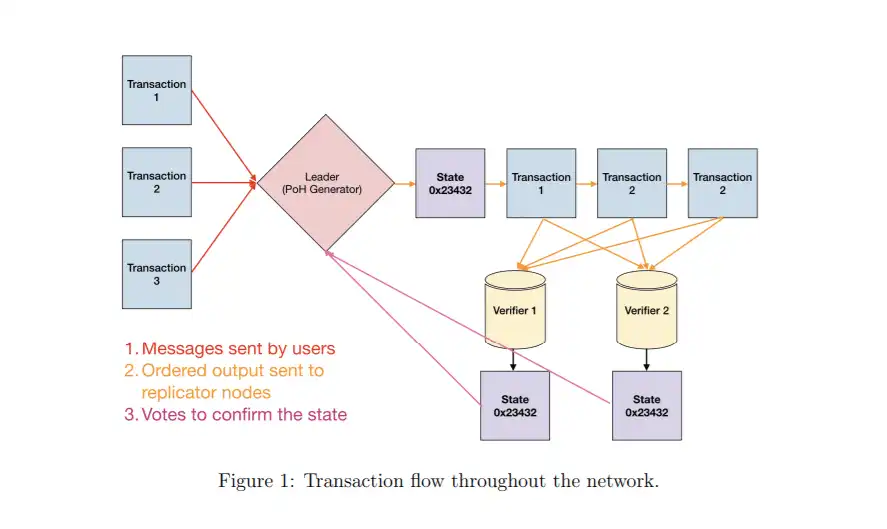 Transaction
1
Transaction
2
Transaction
3
Leader
(PoH Generator)
State
0x23432
Transaction
1
Transaction
2
Transaction
2
Verifier 1
Verifier 2
State
0x23432
State
0x23432
1. Messages sent by users
2. Ordered output sent to
replicator nodes
3. Votes to confirm the state
Figure 1: Transaction flow throughout the network.